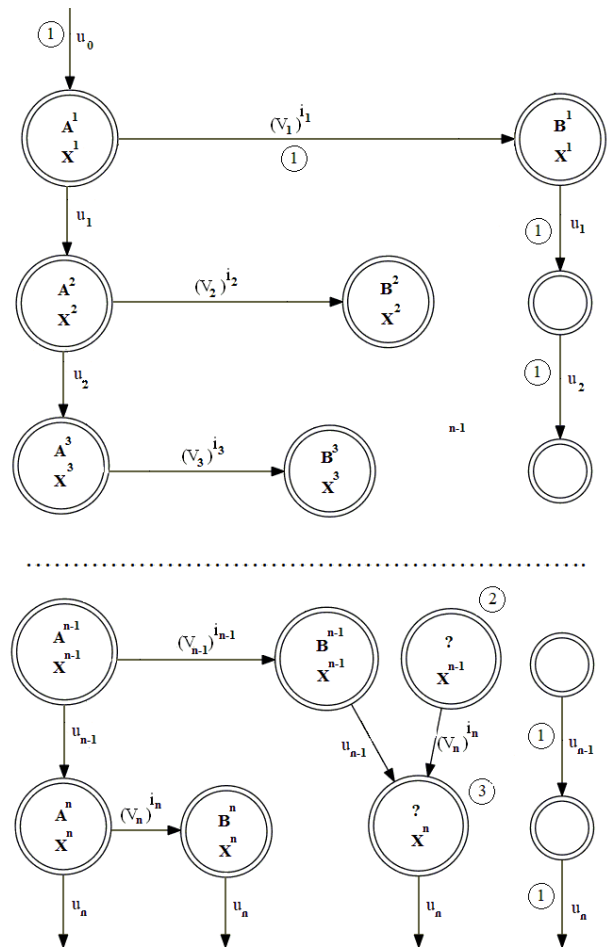 1 u₀
A¹ (V₁)^i₁ B¹
X¹ 1 X¹
u₁ 1 u₁
A² (V₂)^i₂ B²
X² X²
u₂ 1 u₂
n-1
A³ (V₃)^i₃ B³
X³ X³
2
Aⁿ⁻¹ (Vₙ₋₁)^iₙ₋₁ Bⁿ⁻¹ ?
Xⁿ⁻¹ Xⁿ⁻¹ Xⁿ⁻¹
uₙ₋₁ uₙ₋₁ (Vₙ)^iₙ 1 uₙ₋₁
3
Aⁿ (Vₙ)^iₙ Bⁿ ?
Xⁿ Xⁿ Xⁿ
uₙ uₙ uₙ 1 uₙ